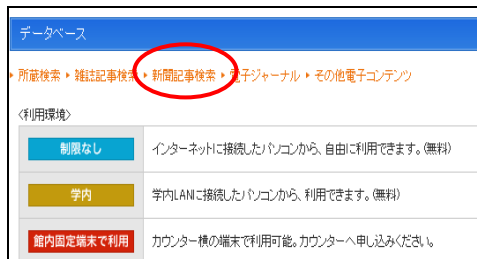 データベース
・所蔵検索・雑誌記事検索・新聞記事検索・電子ジャーナル・その他電子コンテンツ
〈利用環境〉
制限なし インターネットに接続したパソコンから、自由に利用できます。(無料)
学内 学内LANに接続したパソコンから、利用できます。(無料)
館内固定端末で利用 カウンター横の端末で利用可能。カウンターへ申し込みください。